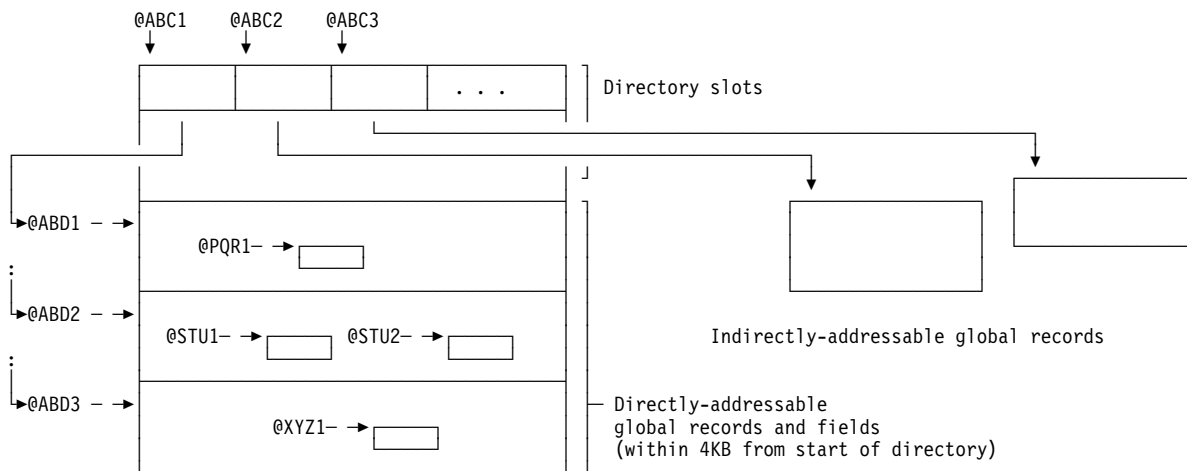 @ABC1 @ABC2 @ABC3
. . .
Directory slots
@ABD1
@PQR1
:
@ABD2
@STU1 @STU2
Indirectly-addressable global records
:
@ABD3
Directly-addressable
global records and fields
@XYZ1
(within 4KB from start of directory)